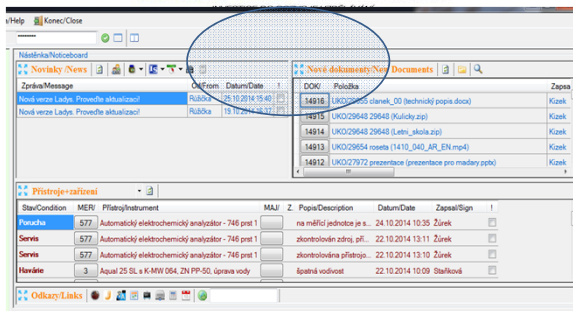 /Help Konec/Close
********
Nástěnka/Noticeboard
Novinky/News
Zpráva/Message Od/From Datum/Date !
Nová verze Ladys. Proveďte aktualizaci! Růžička 25.10.2014 15:40
Nová verze Ladys. Proveďte aktualizaci! Růžička 19.10.2014 16:37
Nové dokumenty/New Documents
DOK/ Položka Zapsa
14916 UKO/29655 clanek_00 (technický popis.docx) Kizek
14915 UKO/29648 29648 (Kulicky.zip) Kizek
14914 UKO/29648 29648 (Letni_skola.zip) Kizek
14913 UKO/29654 roseta (1410_040_AR_EN.mp4) Kizek
14912 UKO/27972 prezentace (prezentace pro madary.pptx) Kizek
Přístroje+zařízení
Stav/Condition MER/ Přístroj/Instrument MAJ/ Z. Popis/Description Datum/Date Zapsal/Sign !
Porucha 577 Automatický elektrochemický analyzátor - 746 prst 1 na měřící jednotce je s... 24.10.2014 10:35 Žůrek
Servis 577 Automatický elektrochemický analyzátor - 746 prst 1 zkontrolován zdroj, pří... 22.10.2014 13:11 Žůrek
Servis 577 Automatický elektrochemický analyzátor - 746 prst 1 zkontrolována přístrojo... 22.10.2014 13:10 Žůrek
Havárie 3 Aqual 25 SL s K-MW 064, ZN PP-50, úprava vody špatná vodivost 22.10.2014 10:09 Staňková
Odkazy/Links